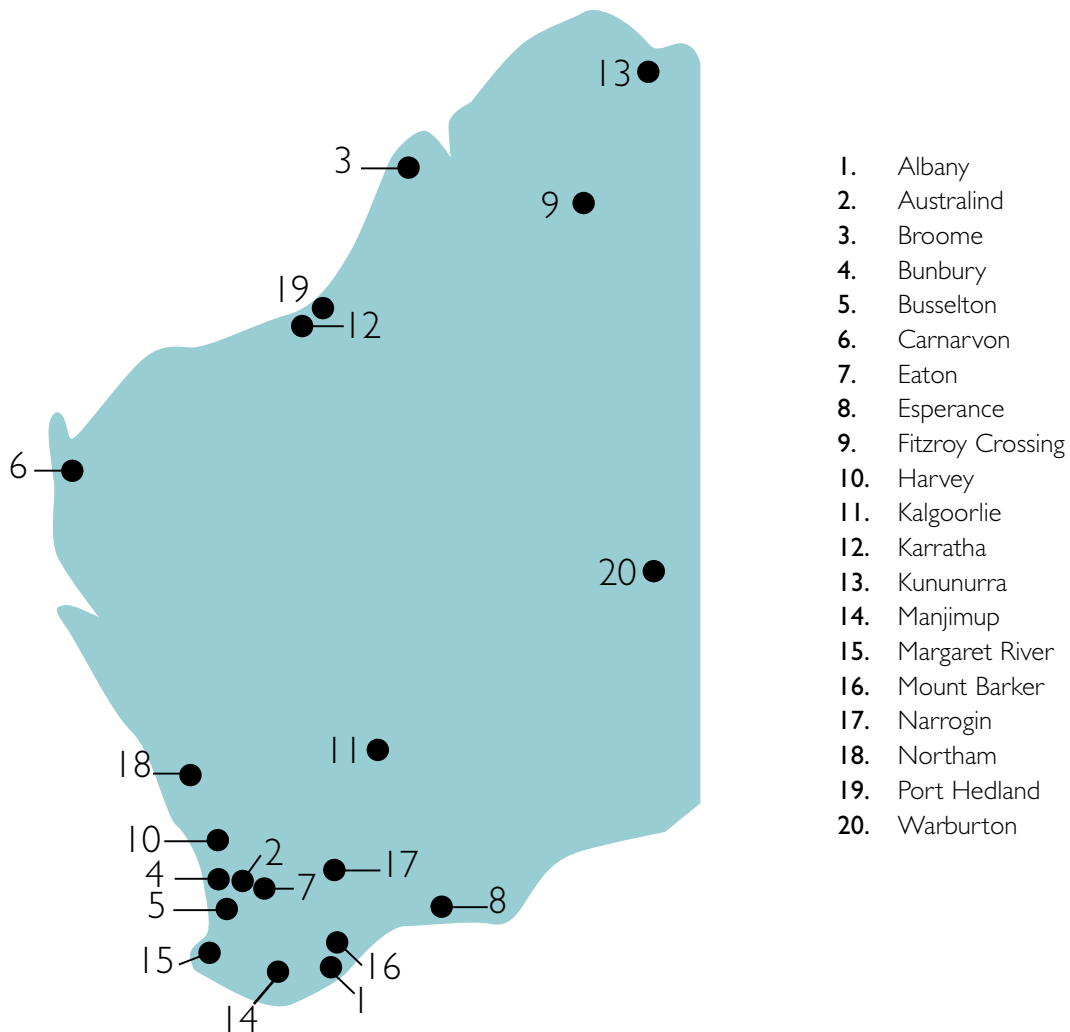 13
3
9
19
12
6
20
11
18
10
2
4
17
7
5
8
15
16
14
1
1. Albany
2. Australind
3. Broome
4. Bunbury
5. Busselton
6. Carnarvon
7. Eaton
8. Esperance
9. Fitzroy Crossing
10. Harvey
11. Kalgoorlie
12. Karratha
13. Kununurra
14. Manjimup
15. Margaret River
16. Mount Barker
17. Narrogin
18. Northam
19. Port Hedland
20. Warburton